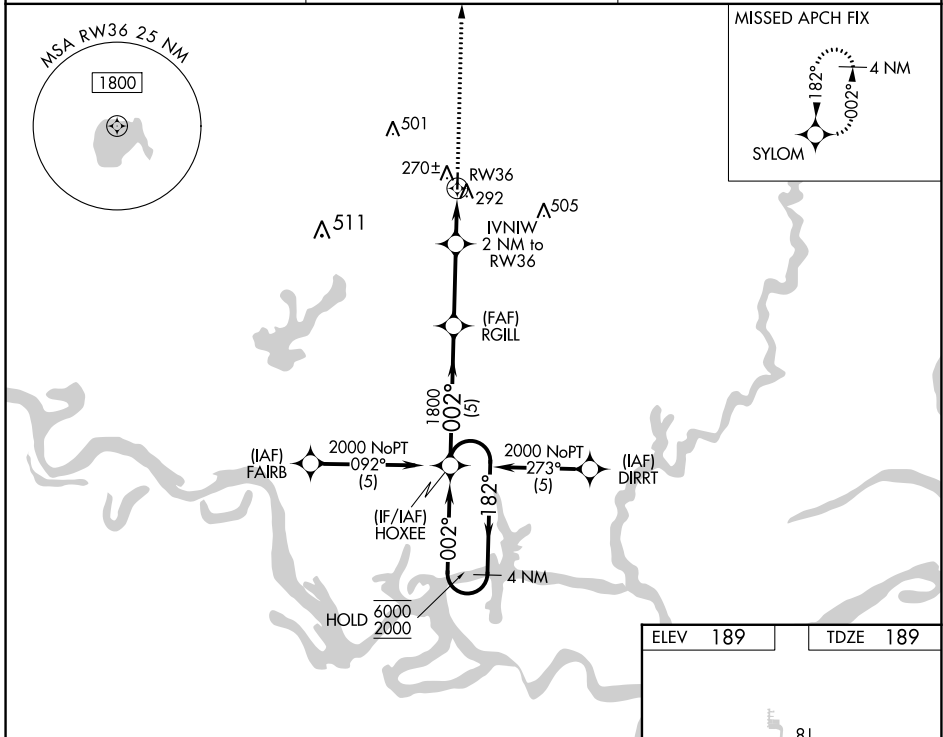 MSA RW36 25 NM
1800
MISSED APCH FIX
4 NM
182°
002°
SYLOM
501
270±
RW36
292
511
505
IVNIW
2 NM to
RW36
(FAF)
RGILL
1800
002°
(5)
(IAF)
FAIRB
2000 NoPT
092°
(5)
2000 NoPT
273°
(5)
(IAF)
DIRRT
(IF/IAF)
HOXEE
002°
182°
4 NM
HOLD
6000
2000
ELEV 189
TDZE 189